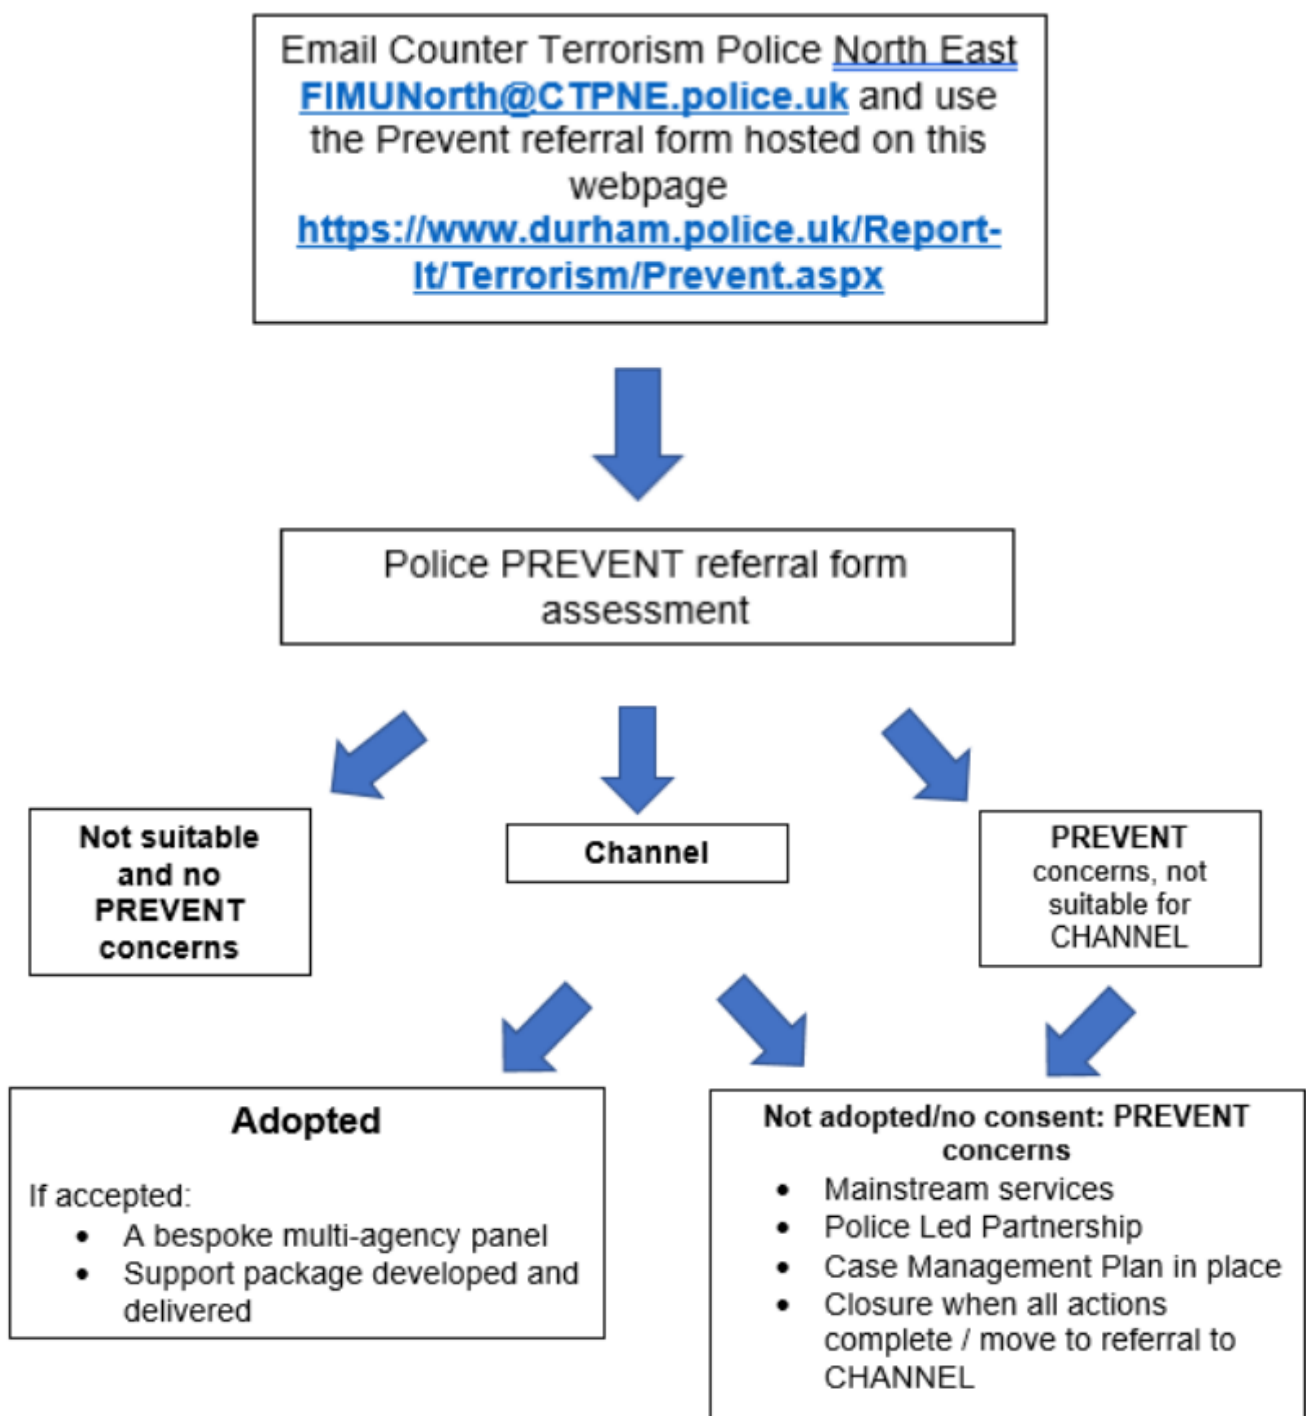 Email Counter Terrorism Police North East
FIMUNorth@CTPNE.police.uk and use
the Prevent referral form hosted on this
webpage
https://www.durham.police.uk/Report-
It/Terrorism/Prevent.aspx
Police PREVENT referral form
assessment
Not suitable
and no
PREVENT
concerns
Channel
PREVENT
concerns, not
suitable for
CHANNEL
Adopted
If accepted:
• A bespoke multi-agency panel
• Support package developed and
delivered
Not adopted/no consent: PREVENT
concerns
• Mainstream services
• Police Led Partnership
• Case Management Plan in place
• Closure when all actions
complete / move to referral to
CHANNEL